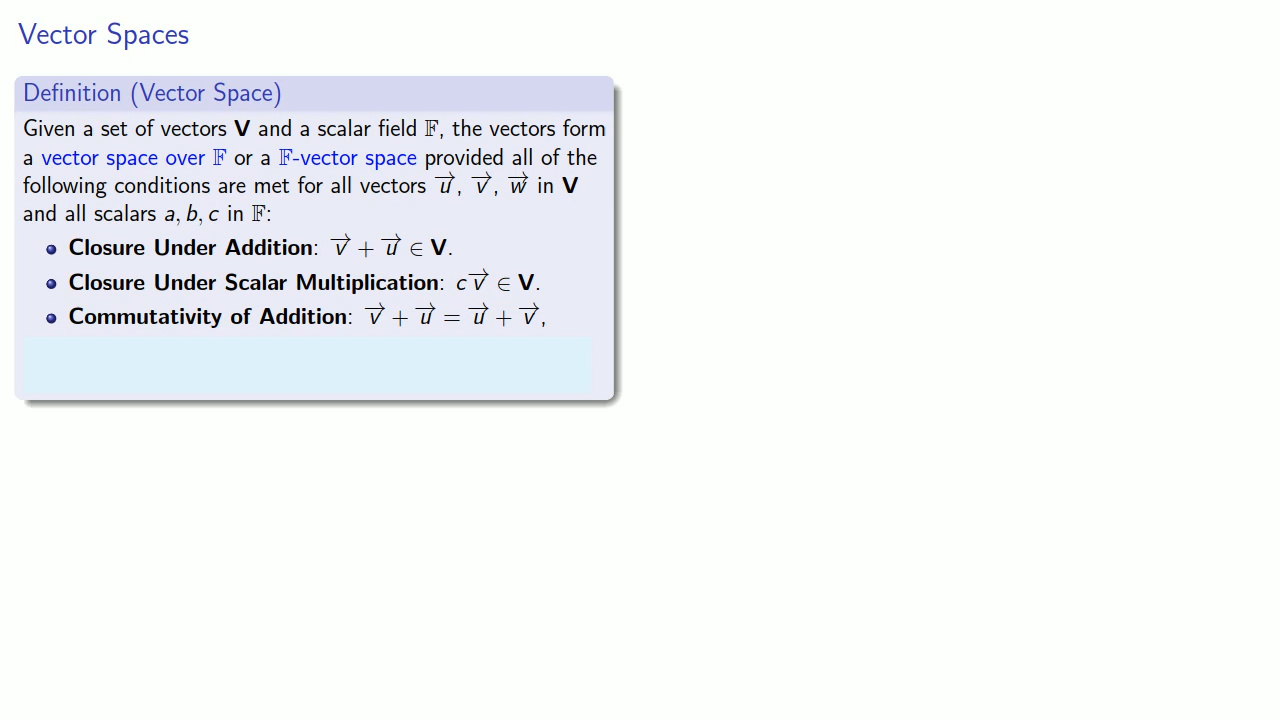 Vector Spaces
Definition (Vector Space)
Given a set of vectors V and a scalar field 𝔽, the vectors form
a vector space over 𝔽 or a 𝔽-vector space provided all of the
following conditions are met for all vectors u⃗, v⃗, w⃗ in V
and all scalars a, b, c in 𝔽:
• Closure Under Addition: v⃗ + u⃗ ∈ V.
• Closure Under Scalar Multiplication: cv⃗ ∈ V.
• Commutativity of Addition: v⃗ + u⃗ = u⃗ + v⃗,